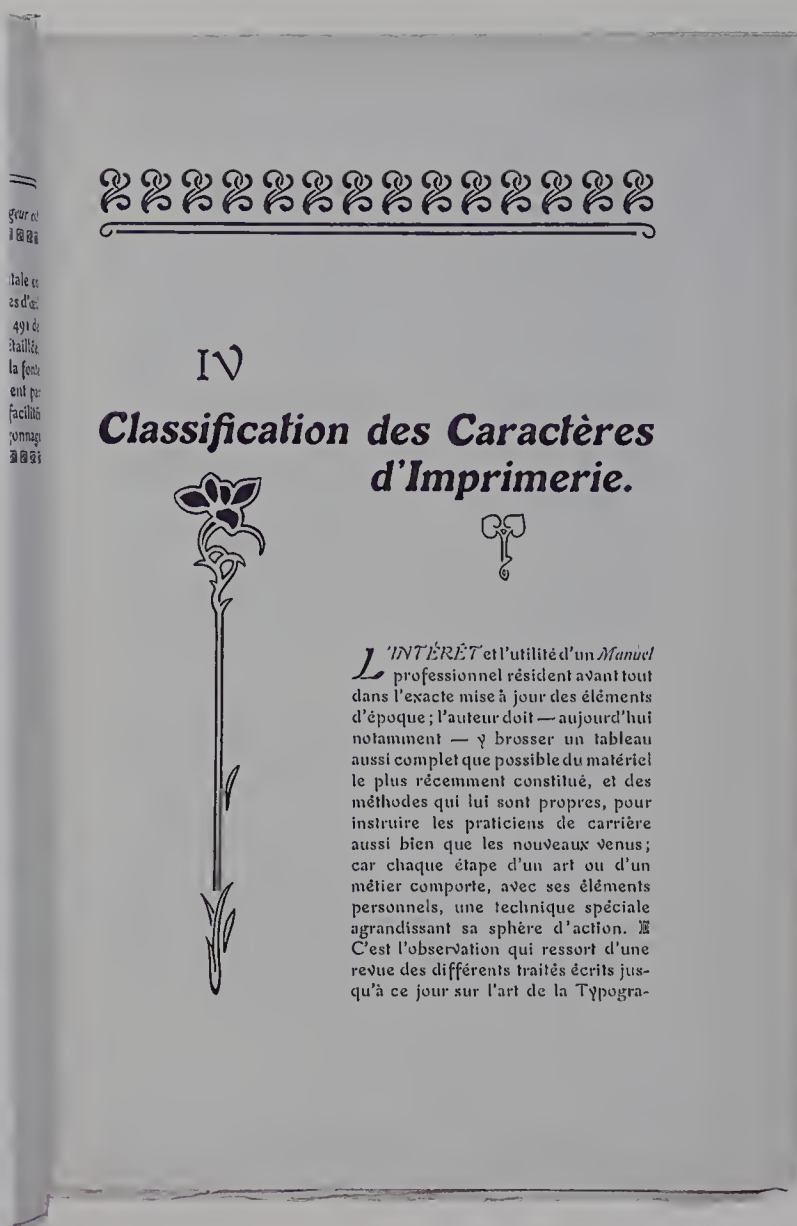 IV
Classification des Caractères
d'Imprimerie.
L'INTÉRÊT et l'utilité d'un Manuel
professionnel résident avant tout
dans l'exacte mise à jour des éléments
d'époque ; l'auteur doit — aujourd'hui
notamment — y brosser un tableau
aussi complet que possible du matériel
le plus récemment constitué, et des
méthodes qui lui sont propres, pour
instruire les praticiens de carrière
aussi bien que les nouveaux venus ;
car chaque étape d'un art ou d'un
métier comporte, avec ses éléments
personnels, une technique spéciale
agrandissant sa sphère d'action.
C'est l'observation qui ressort d'une
revue des différents traités écrits jus-
qu'à ce jour sur l'art de la Typogra-